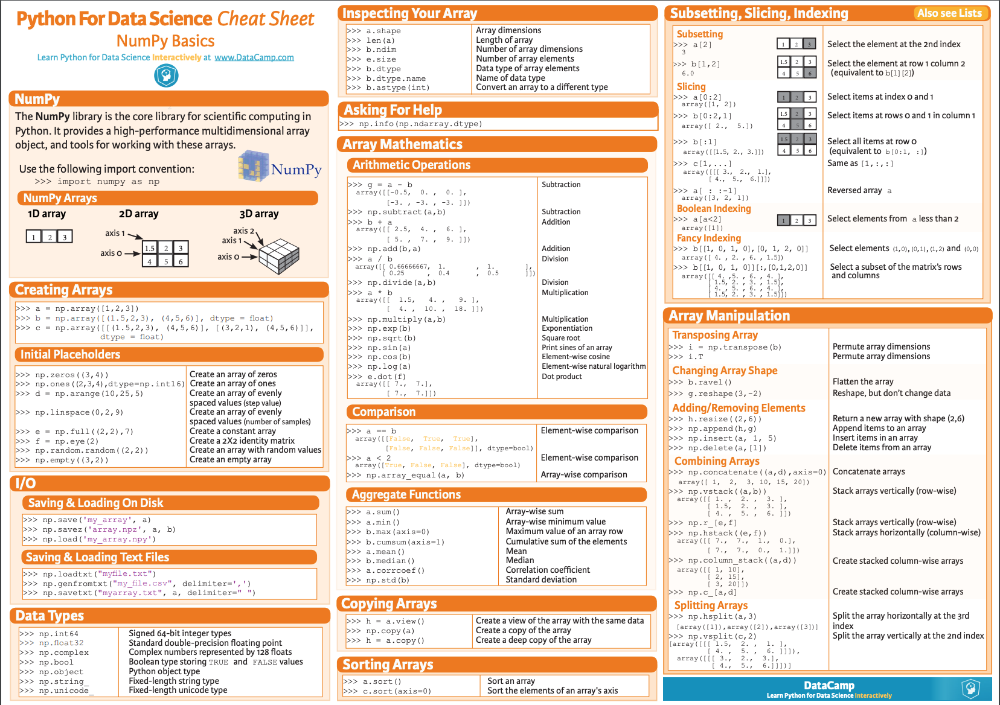 Python For Data Science Cheat Sheet
NumPy Basics
Learn Python for Data Science Interactively at www.DataCamp.com
NumPy
The NumPy library is the core library for scientific computing in
Python. It provides a high-performance multidimensional array
object, and tools for working with these arrays.
Use the following import convention:
>>> import numpy as np
NumPy
NumPy Arrays
1D array 2D array 3D array
1 2 3
axis 1
axis 0
1.5 2 3
4 5 6
axis 2
axis 1
axis 0
Creating Arrays
>>> a = np.array([1,2,3])
>>> b = np.array([(1.5,2,3), (4,5,6)], dtype = float)
>>> c = np.array([[(1.5,2,3), (4,5,6)], [(3,2,1), (4,5,6)]],
dtype = float)
Initial Placeholders
>>> np.zeros((3,4)) Create an array of zeros
>>> np.ones((2,3,4),dtype=np.int16) Create an array of ones
>>> d = np.arange(10,25,5) Create an array of evenly
spaced values (step value)
>>> np.linspace(0,2,9) Create an array of evenly
spaced values (number of samples)
>>> e = np.full((2,2),7) Create a constant array
>>> f = np.eye(2) Create a 2X2 identity matrix
>>> np.random.random((2,2)) Create an array with random values
>>> np.empty((3,2)) Create an empty array
I/O
Saving & Loading On Disk
>>> np.save('my_array', a)
>>> np.savez('array.npz', a, b)
>>> np.load('my_array.npy')
Saving & Loading Text Files
>>> np.loadtxt("myfile.txt")
>>> np.genfromtxt("my_file.csv", delimiter=',')
>>> np.savetxt("myarray.txt", a, delimiter=" ")
Data Types
>>> np.int64 Signed 64-bit integer types
>>> np.float32 Standard double-precision floating point
>>> np.complex Complex numbers represented by 128 floats
>>> np.bool Boolean type storing TRUE and FALSE values
>>> np.object Python object type
>>> np.string_ Fixed-length string type
>>> np.unicode_ Fixed-length unicode type
Inspecting Your Array
>>> a.shape Array dimensions
>>> len(a) Length of array
>>> b.ndim Number of array dimensions
>>> e.size Number of array elements
>>> b.dtype Data type of array elements
>>> b.dtype.name Name of data type
>>> b.astype(int) Convert an array to a different type
Asking For Help
>>> np.info(np.ndarray.dtype)
Array Mathematics
Arithmetic Operations
>>> g = a - b Subtraction
array([[-0.5, 0. , 0. ],
[-3. , -3. , -3. ]])
>>> np.subtract(a,b) Subtraction
>>> b + a Addition
array([[ 2.5, 4. , 6. ],
[ 5. , 7. , 9. ]])
>>> np.add(b,a) Addition
>>> a / b Division
array([[ 0.66666667, 1. , 1. ],
[ 0.25 , 0.4 , 0.5 ]])
>>> np.divide(a,b) Division
>>> a * b Multiplication
array([[ 1.5, 4. , 9. ],
[ 4. , 10. , 18. ]])
>>> np.multiply(a,b) Multiplication
>>> np.exp(b) Exponentiation
>>> np.sqrt(b) Square root
>>> np.sin(a) Print sines of an array
>>> np.cos(b) Element-wise cosine
>>> np.log(a) Element-wise natural logarithm
>>> e.dot(f) Dot product
array([[ 7., 7.],
[ 7., 7.]])
Comparison
>>> a == b Element-wise comparison
array([[False, True, True],
[False, False, False]], dtype=bool)
>>> a < 2 Element-wise comparison
array([True, False, False], dtype=bool)
>>> np.array_equal(a, b) Array-wise comparison
Aggregate Functions
>>> a.sum() Array-wise sum
>>> a.min() Array-wise minimum value
>>> b.max(axis=0) Maximum value of an array row
>>> b.cumsum(axis=1) Cumulative sum of the elements
>>> a.mean() Mean
>>> b.median() Median
>>> a.corrcoef() Correlation coefficient
>>> np.std(b) Standard deviation
Copying Arrays
>>> h = a.view() Create a view of the array with the same data
>>> np.copy(a) Create a copy of the array
>>> h = a.copy() Create a deep copy of the array
Sorting Arrays
>>> a.sort() Sort an array
>>> c.sort(axis=0) Sort the elements of an array's axis
Subsetting, Slicing, Indexing Also see Lists
Subsetting
>>> a[2] 1 2 3 Select the element at the 2nd index
3
>>> b[1,2] 1.5 2 3 Select the element at row 1 column 2
6.0 4 5 6 (equivalent to b[1][2])
Slicing
>>> a[0:2] 1 2 3 Select items at index 0 and 1
array([1, 2])
>>> b[0:2,1] 1.5 2 3 Select items at rows 0 and 1 in column 1
array([ 2., 5.]) 4 5 6
>>> b[:1] 1.5 2 3 Select all items at row 0
array([[1.5, 2., 3.]]) 4 5 6 (equivalent to b[0:1, :])
>>> c[1,...] Same as [1,:,:]
array([[[ 3., 2., 1.],
[ 4., 5., 6.]]])
>>> a[ : :-1] Reversed array a
array([3, 2, 1])
Boolean Indexing
>>> a[a<2] 1 2 3 Select elements from a less than 2
array([1])
Fancy Indexing
>>> b[[1, 0, 1, 0],[0, 1, 2, 0]] Select elements (1,0),(0,1),(1,2) and (0,0)
array([ 4. , 2. , 6. , 1.5])
>>> b[[1, 0, 1, 0]][:,[0,1,2,0]] Select a subset of the matrix's rows
and columns
array([[ 4. ,5. , 6. , 4. ],
[ 1.5, 2. , 3. , 1.5],
[ 4. , 5. , 6. , 4. ],
[ 1.5, 2. , 3. , 1.5]])
Array Manipulation
Transposing Array
>>> i = np.transpose(b) Permute array dimensions
>>> i.T Permute array dimensions
Changing Array Shape
>>> b.ravel() Flatten the array
>>> g.reshape(3,-2) Reshape, but don't change data
Adding/Removing Elements
>>> h.resize((2,6)) Return a new array with shape (2,6)
>>> np.append(h,g) Append items to an array
>>> np.insert(a, 1, 5) Insert items in an array
>>> np.delete(a,[1]) Delete items from an array
Combining Arrays
>>> np.concatenate((a,d),axis=0) Concatenate arrays
array([ 1, 2, 3, 10, 15, 20])
>>> np.vstack((a,b)) Stack arrays vertically (row-wise)
array([[ 1. , 2. , 3. ],
[ 1.5, 2. , 3. ],
[ 4. , 5. , 6. ]])
>>> np.r_[e,f] Stack arrays vertically (row-wise)
>>> np.hstack((e,f)) Stack arrays horizontally (column-wise)
array([[ 7., 7., 1., 0.],
[ 7., 7., 0., 1.]])
>>> np.column_stack((a,d)) Create stacked column-wise arrays
array([[ 1, 10],
[ 2, 15],
[ 3, 20]])
>>> np.c_[a,d] Create stacked column-wise arrays
Splitting Arrays
>>> np.hsplit(a,3) Split the array horizontally at the 3rd
index
[array([1]),array([2]),array([3])]
>>> np.vsplit(c,2) Split the array vertically at the 2nd index
[array([[[ 1.5, 2. , 1. ],
[ 4. , 5. , 6. ]]]),
array([[[ 3., 2., 3.],
[ 4., 5., 6.]]])]
DataCamp
Learn Python for Data Science Interactively